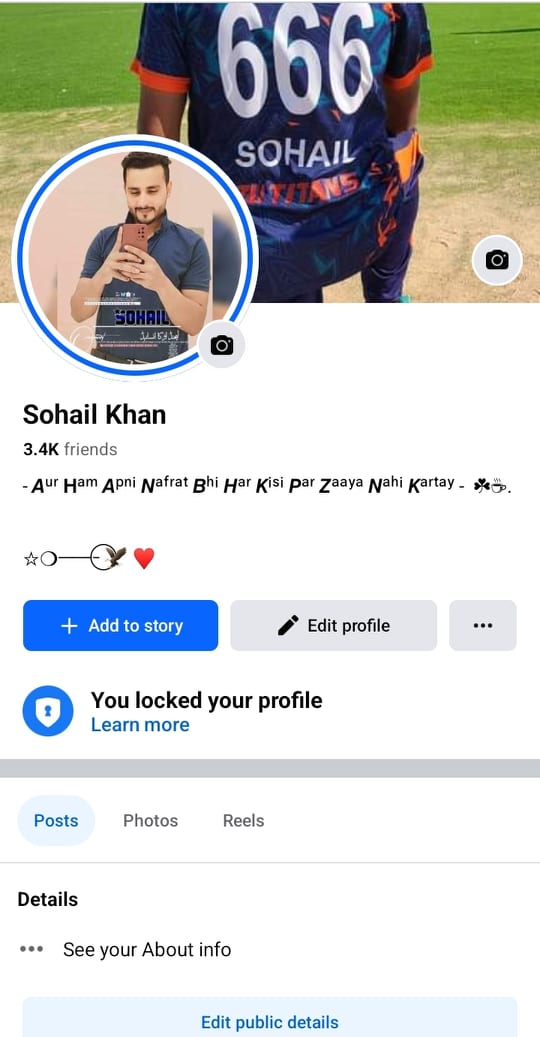 666
SOHAIL
TITANS
SOHAIL
Sohail Khan
3.4K friends
- 𝘼ᵘʳ 𝗛ᵃᵐ 𝘼ᵖⁿⁱ 𝙉ᵃᶠʳᵃᵗ 𝘽ʰⁱ 𝙃ᵃʳ 𝙆ⁱˢⁱ 𝙋ᵃʳ 𝙕ᵃᵃʸᵃ 𝙉ᵃʰⁱ 𝙆ᵃʳᵗᵃʸ - ☘☕.
Add to story
Edit profile
You locked your profile
Learn more
Posts Photos Reels
Details
See your About info
Edit public details